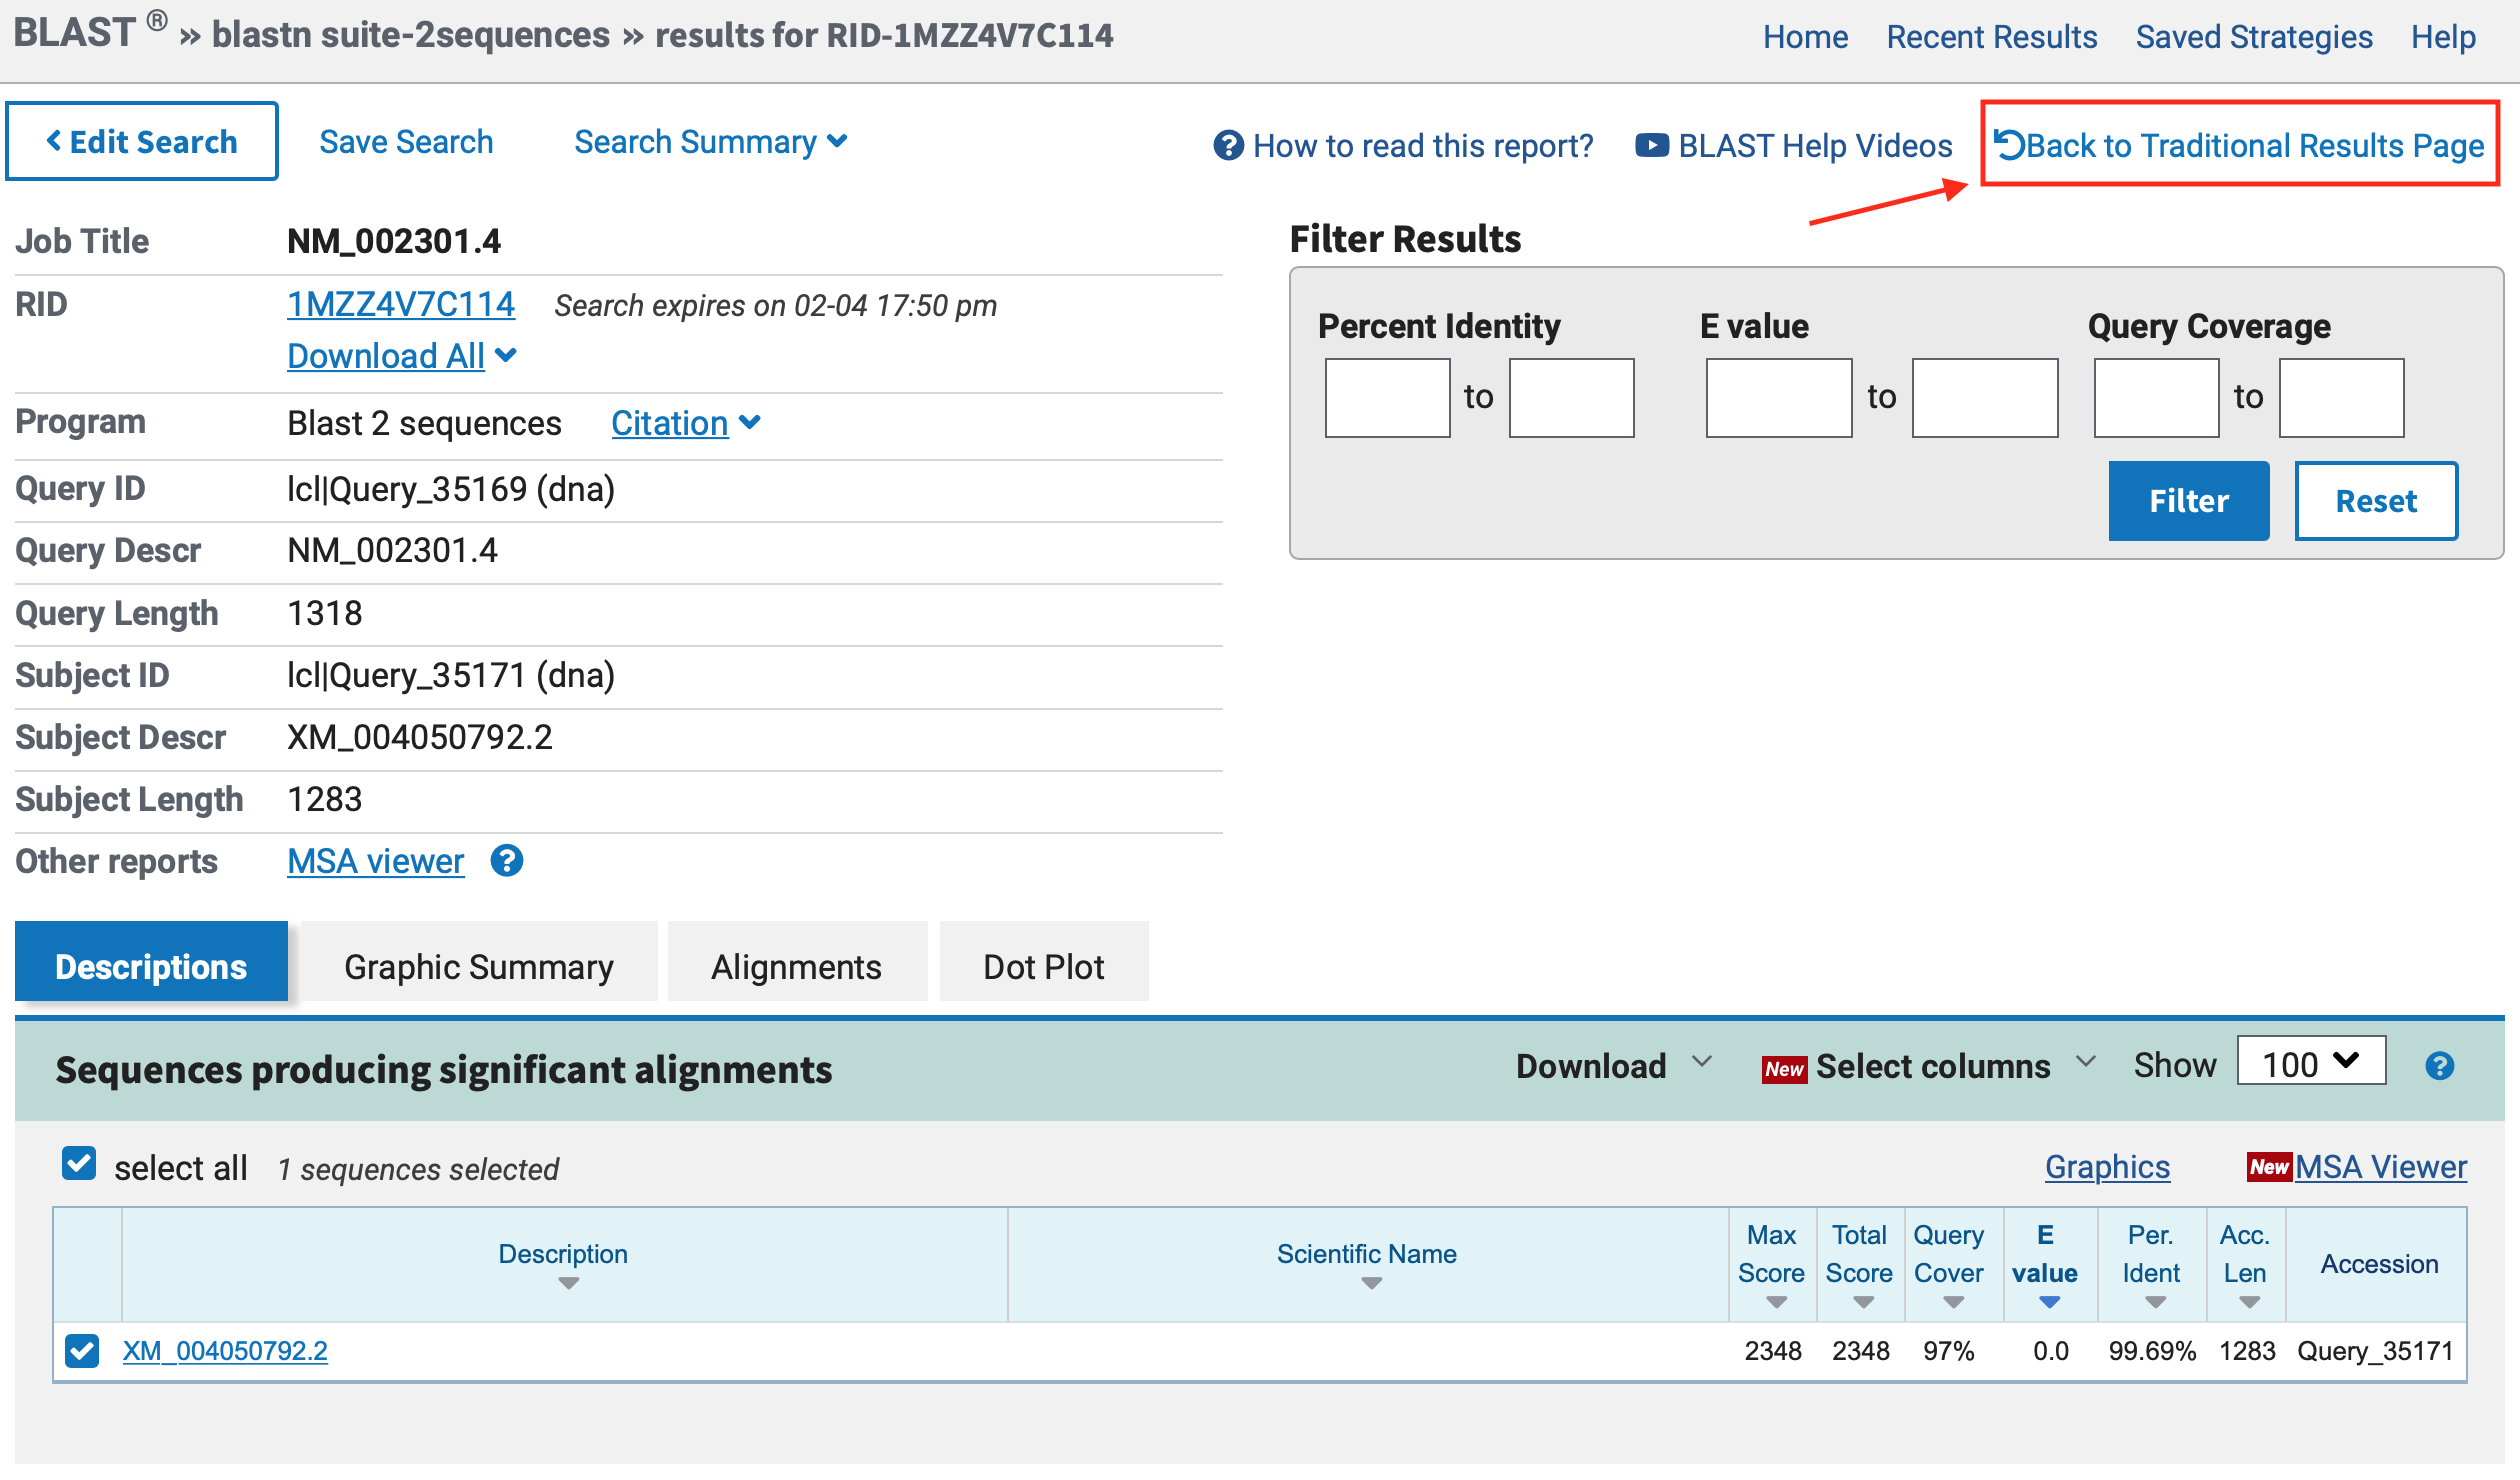 BLAST ® » blastn suite-2sequences » results for RID-1MZZ4V7C114
Home Recent Results Saved Strategies Help
Edit Search Save Search Search Summary
How to read this report? BLAST Help Videos Back to Traditional Results Page
Job Title NM_002301.4
RID 1MZZ4V7C114 Search expires on 02-04 17:50 pm
Download All
Program Blast 2 sequences Citation
Query ID lcl|Query_35169 (dna)
Query Descr NM_002301.4
Query Length 1318
Subject ID lcl|Query_35171 (dna)
Subject Descr XM_004050792.2
Subject Length 1283
Other reports MSA viewer ?
Filter Results
Percent Identity E value Query Coverage
to to to
Filter Reset
Descriptions Graphic Summary Alignments Dot Plot
Sequences producing significant alignments Download New Select columns Show 100 ?
select all 1 sequences selected Graphics New MSA Viewer
Description Scientific Name Max Score Total Score Query Cover E value Per. Ident Acc. Len Accession
XM_004050792.2 2348 2348 97% 0.0 99.69% 1283 Query_35171